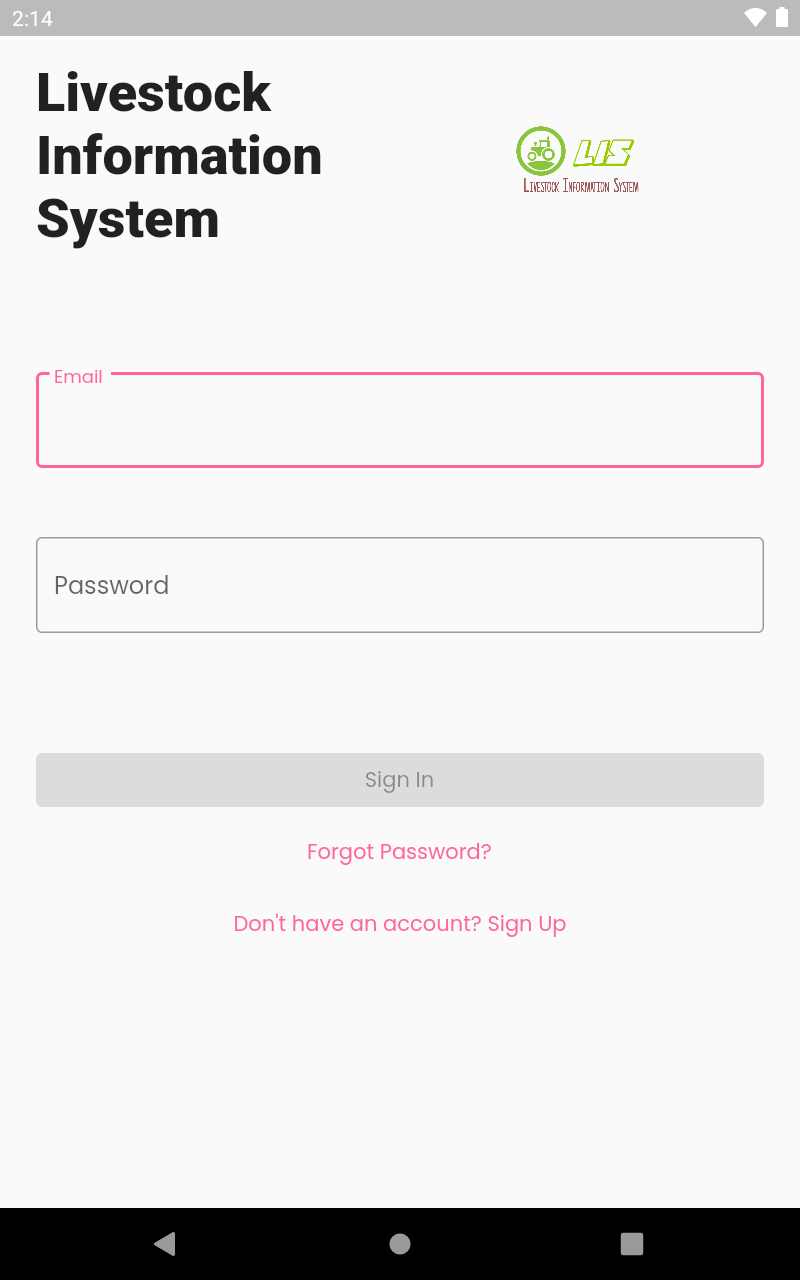 2:14
Livestock
Information
System
LIS
Livestock Information System
Email
Password
Sign In
Forgot Password?
Don't have an account? Sign Up